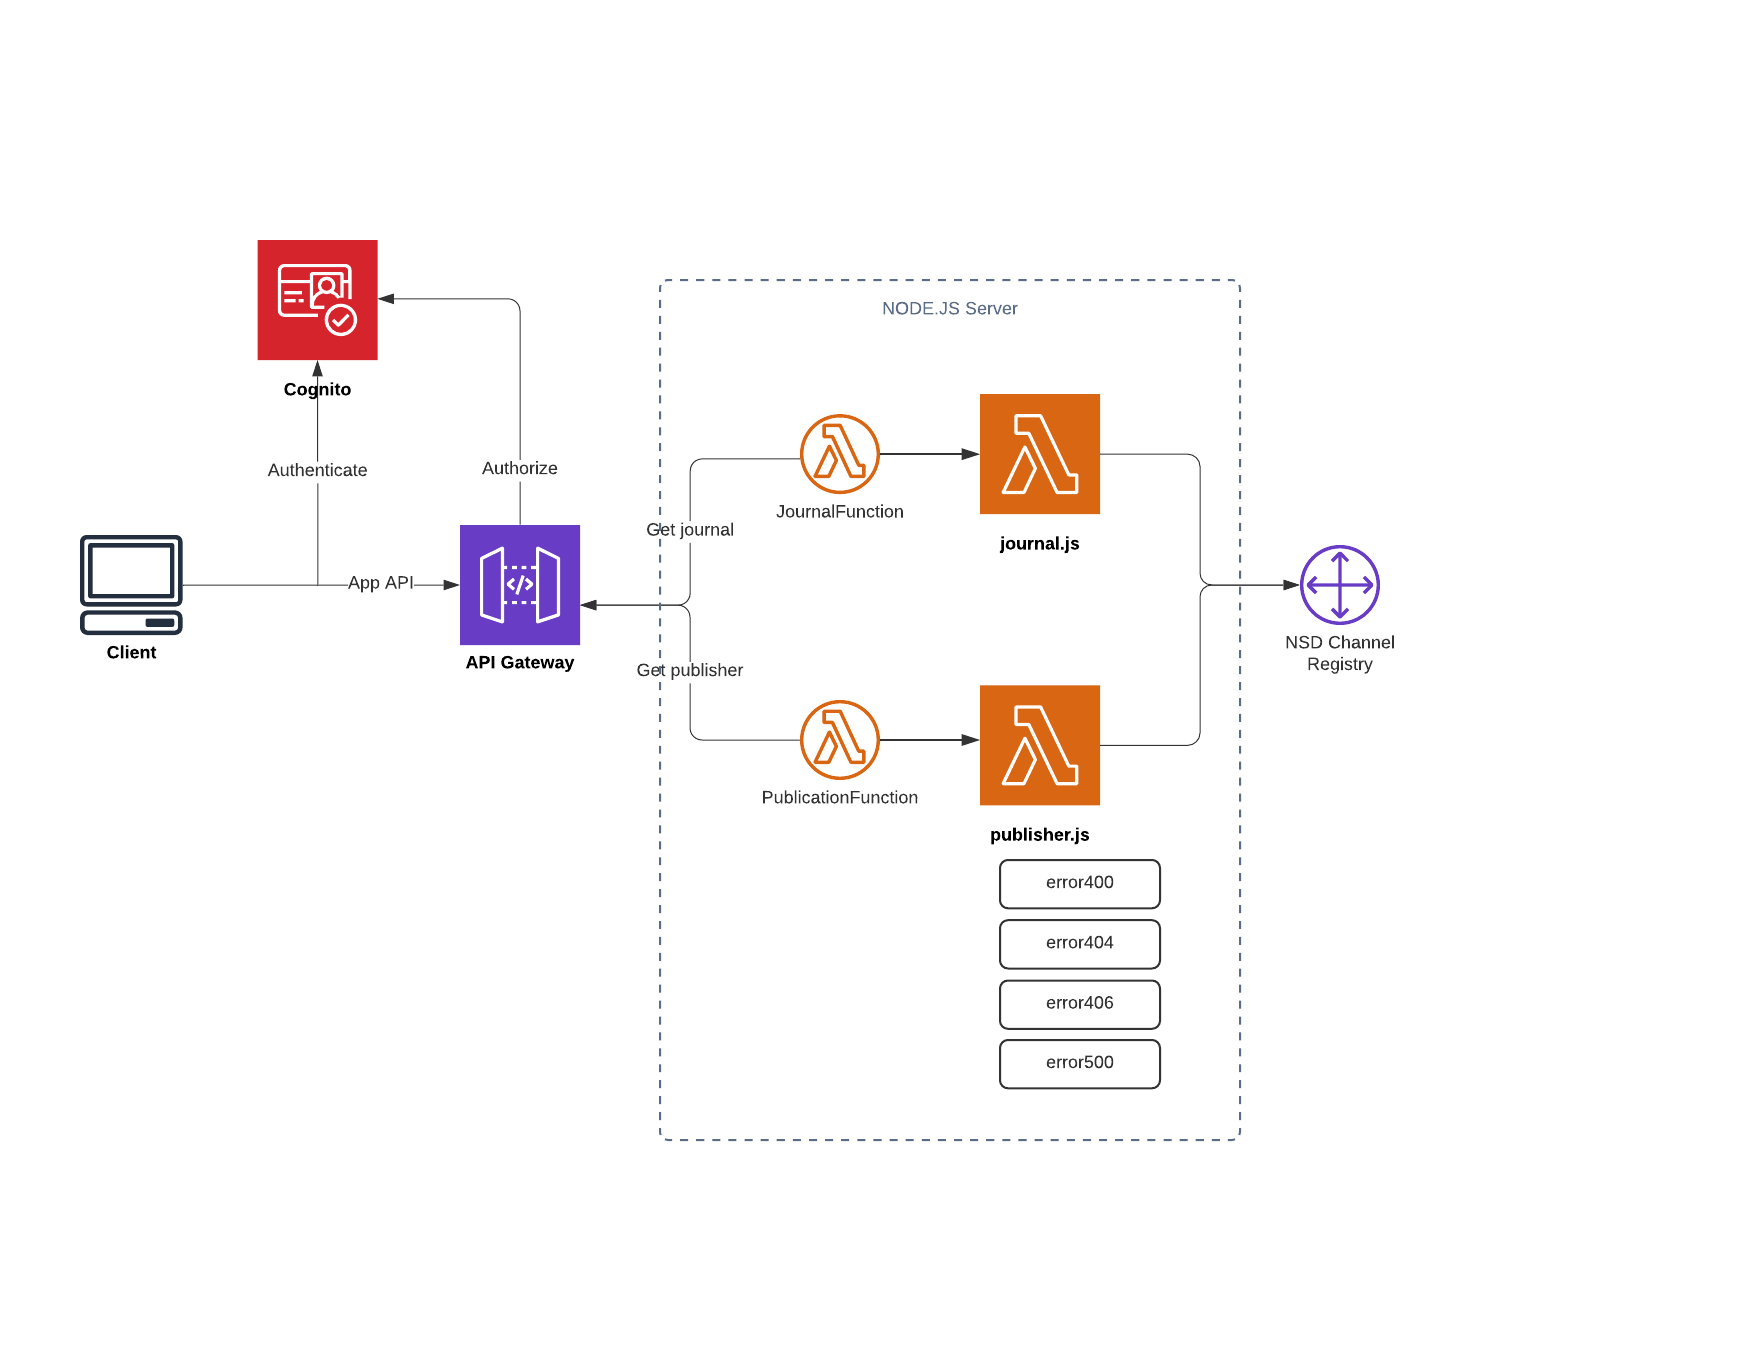 NODE.JS Server
Cognito
Authenticate
Authorize
JournalFunction
Get journal
journal.js
App API
Client
API Gateway
NSD Channel
Registry
Get publisher
PublicationFunction
publisher.js
error400
error404
error406
error500